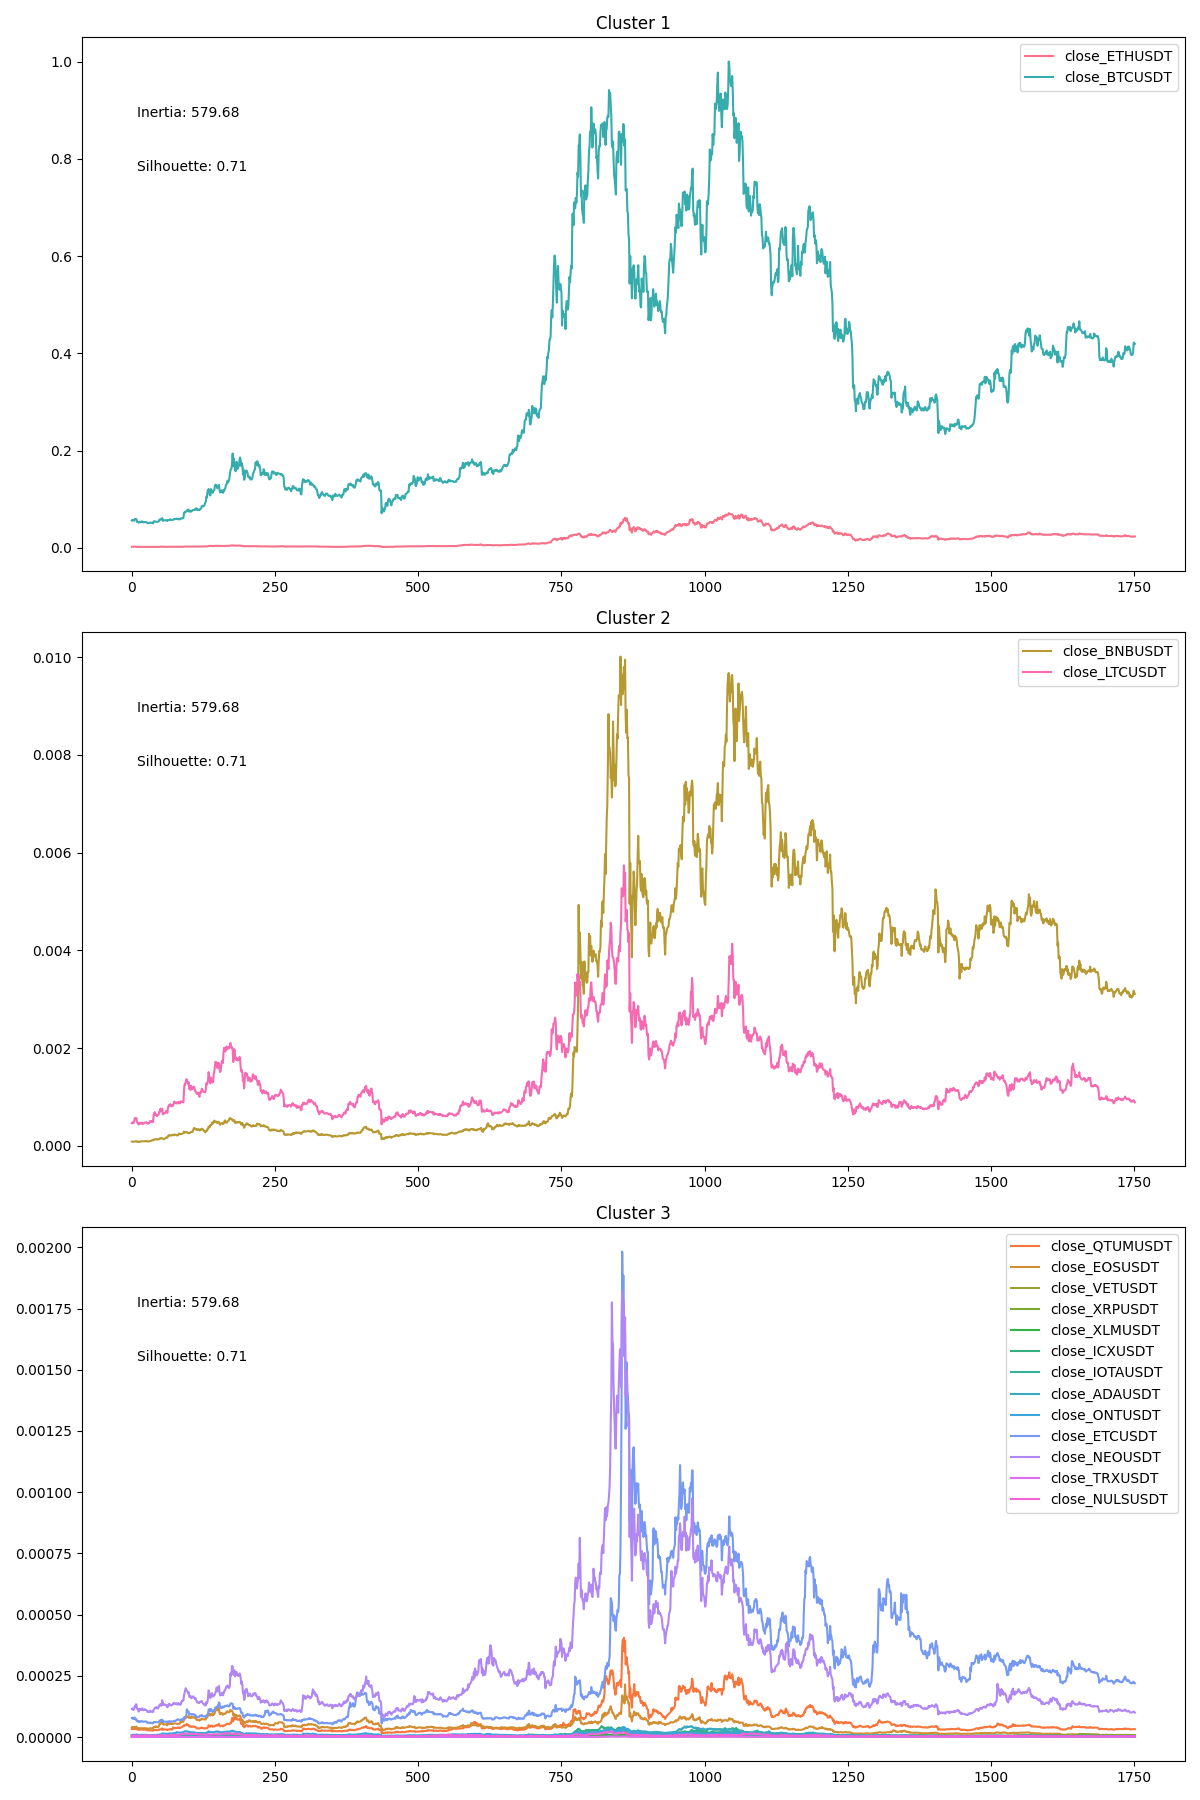 Cluster 1
close_ETHUSDT
close_BTCUSDT
Inertia: 579.68
Silhouette: 0.71
1.0
0.8
0.6
0.4
0.2
0.0
0 250 500 750 1000 1250 1500 1750
Cluster 2
close_BNBUSDT
close_LTCUSDT
Inertia: 579.68
Silhouette: 0.71
0.010
0.008
0.006
0.004
0.002
0.000
0 250 500 750 1000 1250 1500 1750
Cluster 3
close_QTUMUSDT
close_EOSUSDT
close_VETUSDT
close_XRPUSDT
close_XLMUSDT
close_ICXUSDT
close_IOTAUSDT
close_ADAUSDT
close_ONTUSDT
close_ETCUSDT
close_NEOUSDT
close_TRXUSDT
close_NULSUSDT
Inertia: 579.68
Silhouette: 0.71
0.00200
0.00175
0.00150
0.00125
0.00100
0.00075
0.00050
0.00025
0.00000
0 250 500 750 1000 1250 1500 1750